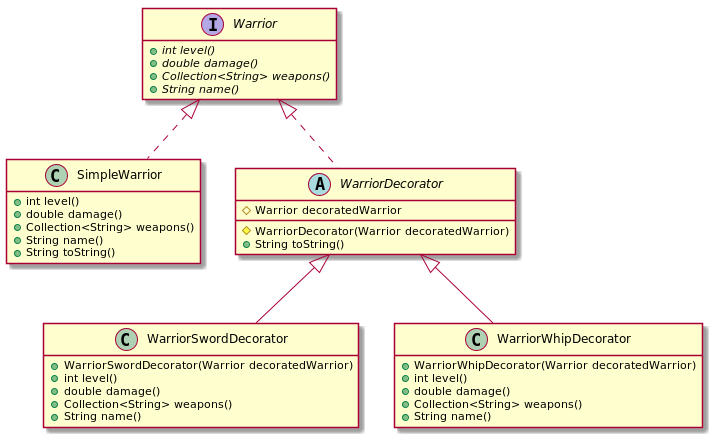 I Warrior
int level()
double damage()
Collection<String> weapons()
String name()
C SimpleWarrior
int level()
double damage()
Collection<String> weapons()
String name()
String toString()
A WarriorDecorator
Warrior decoratedWarrior
WarriorDecorator(Warrior decoratedWarrior)
String toString()
C WarriorSwordDecorator
WarriorSwordDecorator(Warrior decoratedWarrior)
int level()
double damage()
Collection<String> weapons()
String name()
C WarriorWhipDecorator
WarriorWhipDecorator(Warrior decoratedWarrior)
int level()
double damage()
Collection<String> weapons()
String name()